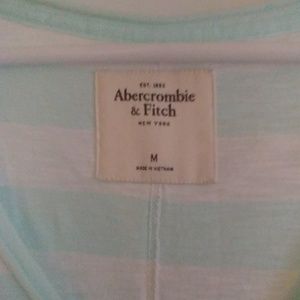 EST. 1892
Abercrombie
& Fitch
NEW YORK
M
MADE IN VIETNAM